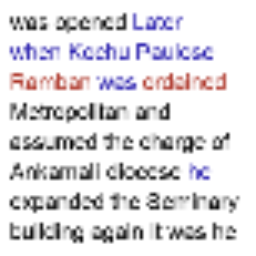 was opened Later
when Kochu Paulose
Ramban was ordained
Metropolitan and
assumed the charge of
Ankamali diocese he
expanded the Seminary
building again it was he